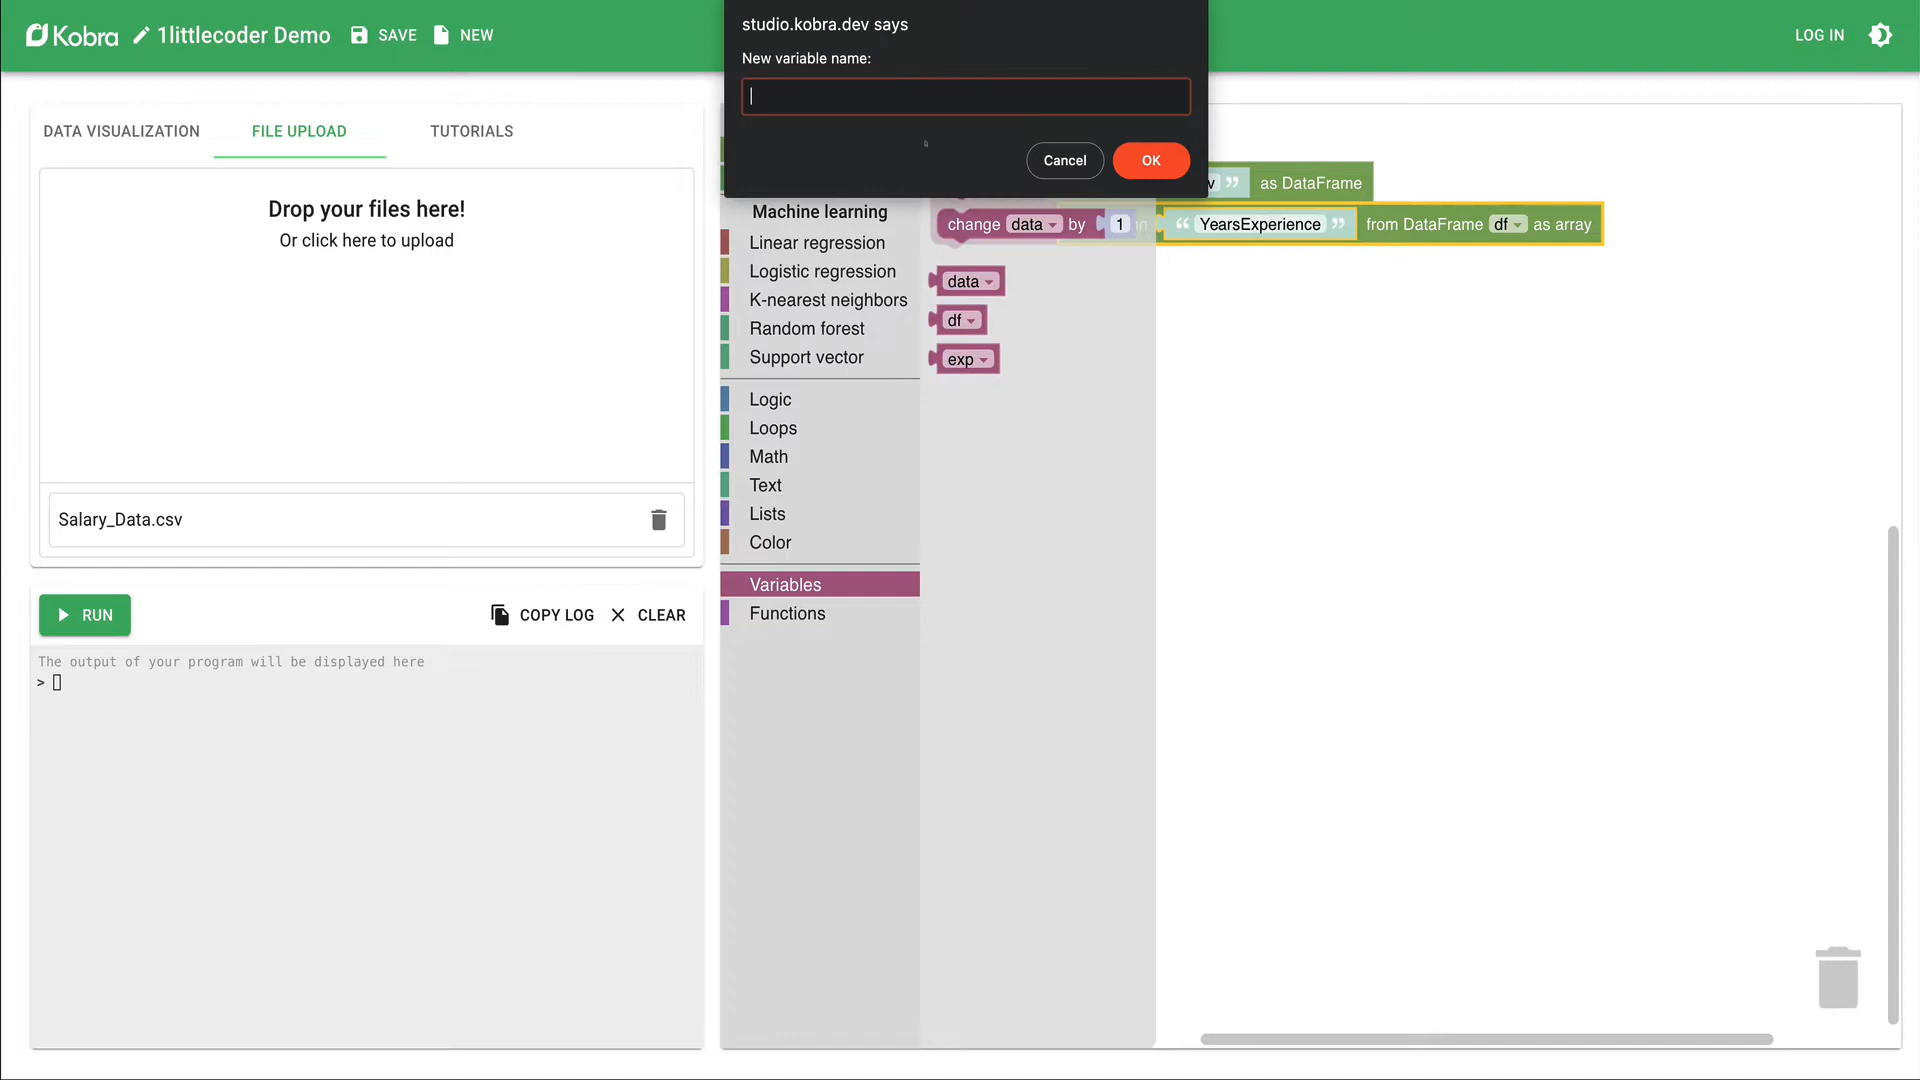 Kobra
1littlecoder Demo
SAVE
NEW
LOG IN
studio.kobra.dev says
New variable name:
Cancel
OK
DATA VISUALIZATION
FILE UPLOAD
TUTORIALS
Drop your files here!
Or click here to upload
Salary_Data.csv
RUN
COPY LOG
CLEAR
The output of your program will be displayed here
>
Machine learning
Linear regression
Logistic regression
K-nearest neighbors
Random forest
Support vector
Logic
Loops
Math
Text
Lists
Color
Variables
Functions
v ” as DataFrame
change data by 1
“ YearsExperience ” from DataFrame df as array
data
df
exp